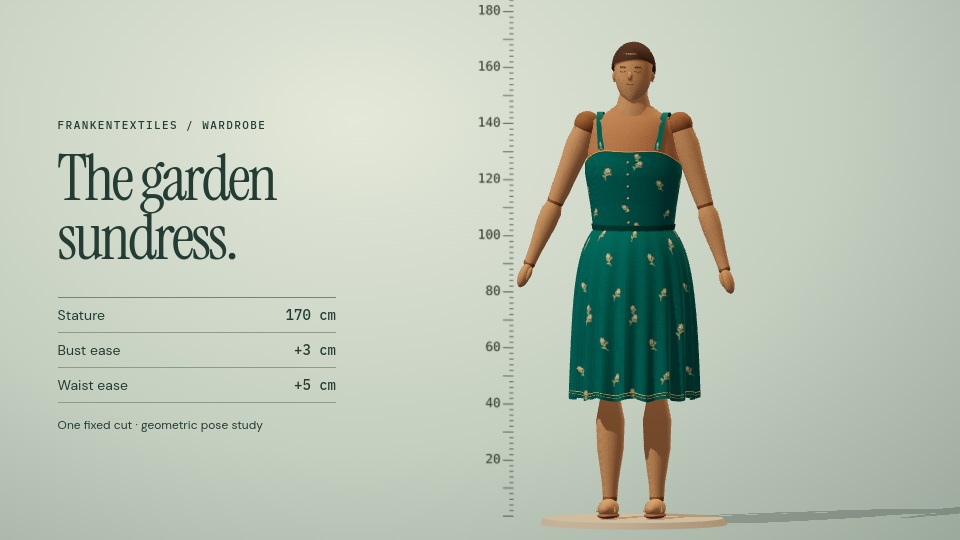 FRANKENTEXTILES / WARDROBE
The garden
sundress.
Stature 170 cm
Bust ease +3 cm
Waist ease +5 cm
One fixed cut · geometric pose study
180
160
140
120
100
80
60
40
20